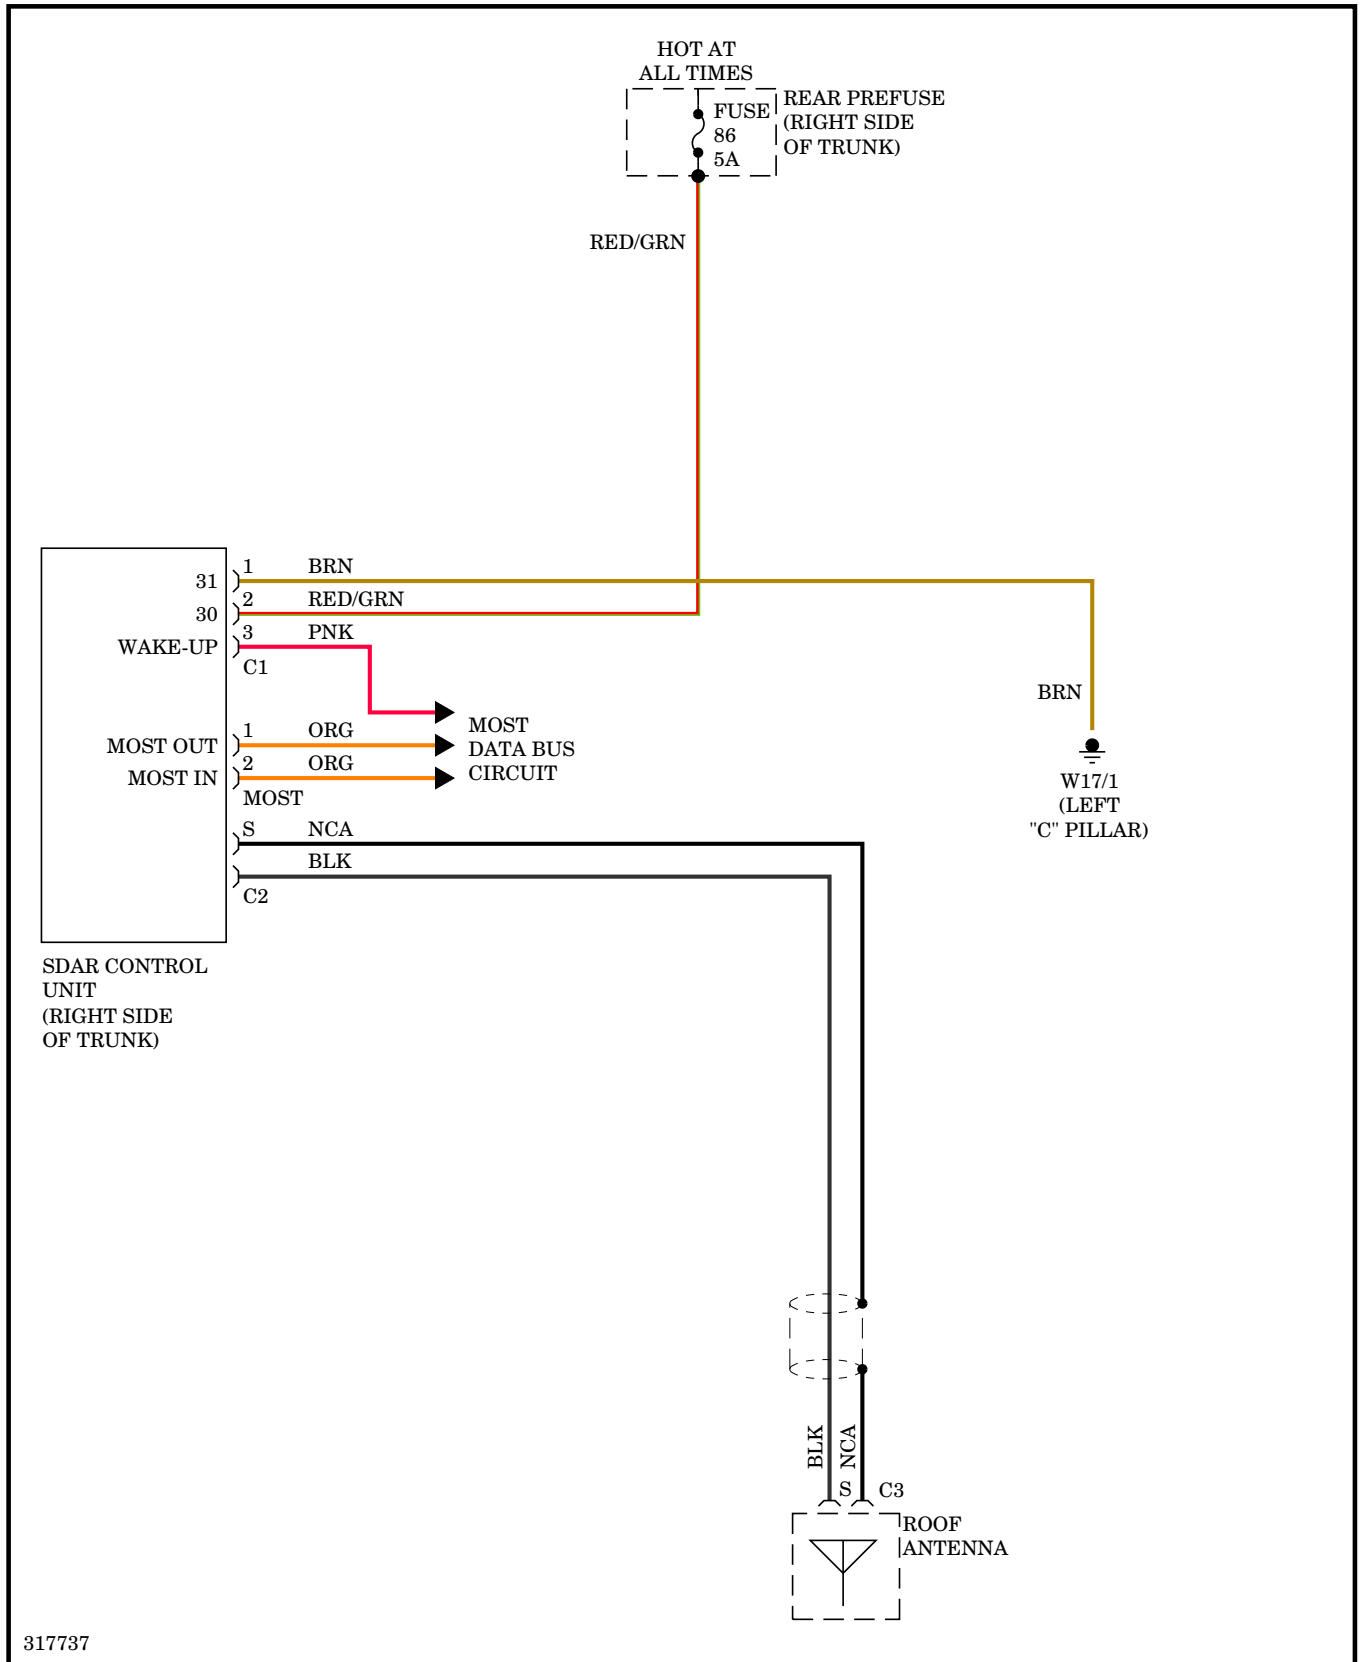 HOT AT
ALL TIMES
FUSE
86
5A
REAR PREFUSE
(RIGHT SIDE
OF TRUNK)
RED/GRN
31
1
BRN
30
2
RED/GRN
WAKE-UP
3
PNK
C1
MOST OUT
1
ORG
MOST IN
2
ORG
MOST
MOST
DATA BUS
CIRCUIT
BRN
W17/1
(LEFT
"C" PILLAR)
S
NCA
BLK
C2
SDAR CONTROL
UNIT
(RIGHT SIDE
OF TRUNK)
BLK
NCA
S
C3
ROOF
ANTENNA
317737